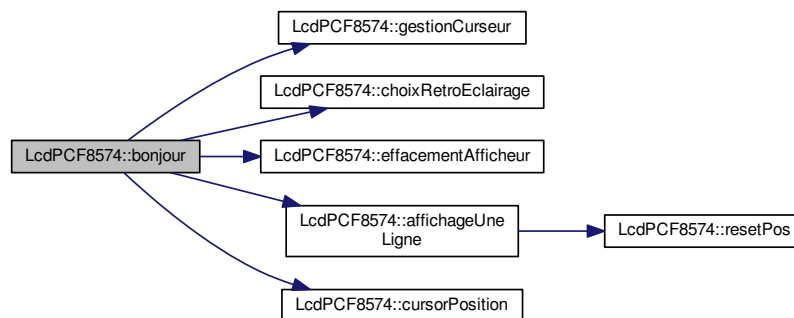 LcdPCF8574::gestionCurseur
LcdPCF8574::choixRetroEclairage
LcdPCF8574::bonjour
LcdPCF8574::effacementAfficheur
LcdPCF8574::affichageUne
Ligne
LcdPCF8574::resetPos
LcdPCF8574::cursorPosition